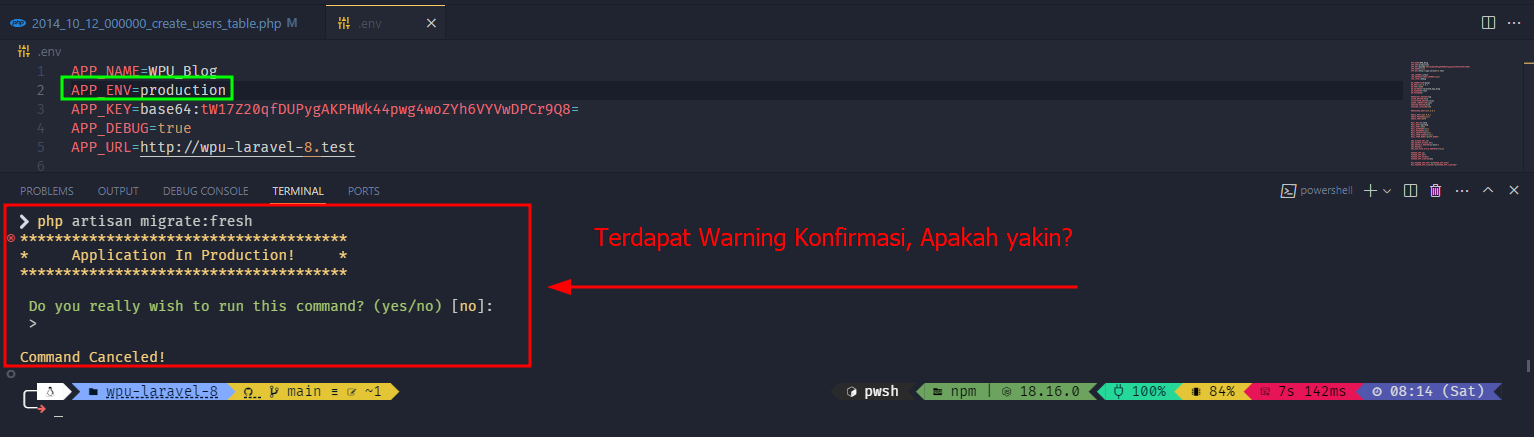 2014_10_12_000000_create_users_table.php M
.env
.env
1 APP_NAME=WPU_Blog
2 APP_ENV=production
3 APP_KEY=base64:tW17Z20qfDUPygAKPHWk44pwg4woZYh6VYVwDPCr9Q8=
4 APP_DEBUG=true
5 APP_URL=http://wpu-laravel-8.test
6
PROBLEMS OUTPUT DEBUG CONSOLE TERMINAL PORTS powershell
php artisan migrate:fresh
**************************************
* Application In Production! *
**************************************
Do you really wish to run this command? (yes/no) [no]:
>
Command Canceled!
Terdapat Warning Konfirmasi, Apakah yakin?
wpu-laravel-8 main ≡ ~1 pwsh npm | 18.16.0 100% 84% 7s 142ms 08:14 (Sat)